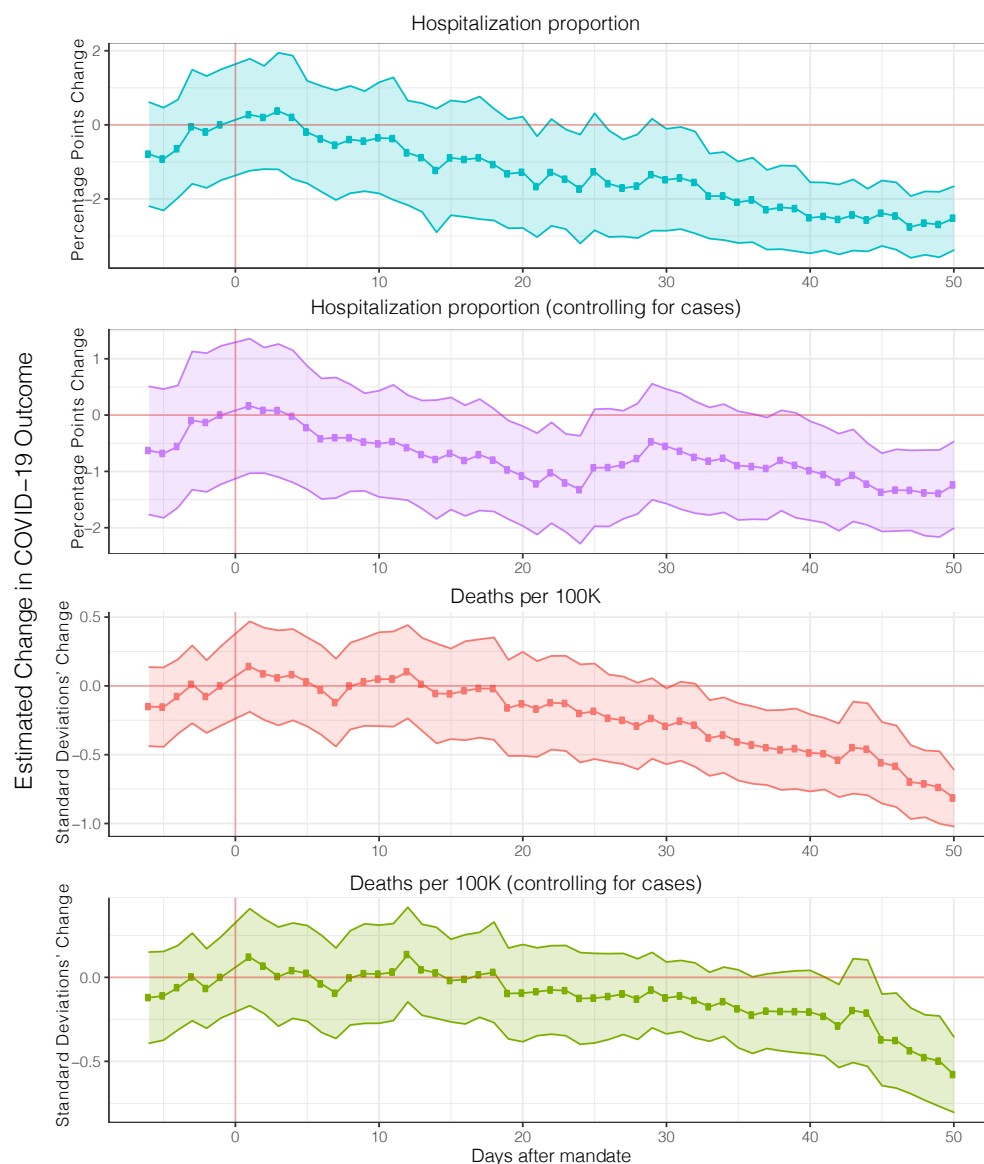 Hospitalization proportion
Percentage Points Change
2
0
−2
0 10 20 30 40 50
Hospitalization proportion (controlling for cases)
Percentage Points Change
1
0
−1
−2
0 10 20 30 40 50
Estimated Change in COVID−19 Outcome
Deaths per 100K
Standard Deviations' Change
0.5
0.0
−0.5
−1.0
0 10 20 30 40 50
Deaths per 100K (controlling for cases)
Standard Deviations' Change
0.0
−0.5
0 10 20 30 40 50
Days after mandate